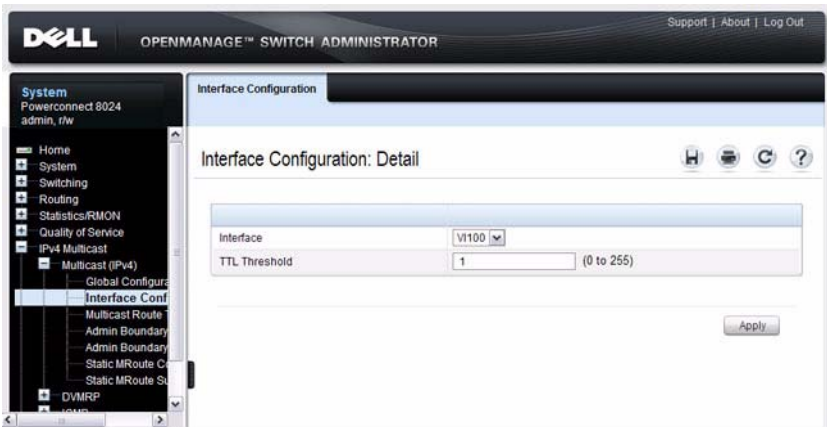 Support | About | Log Out
DELL
OPENMANAGE™ SWITCH ADMINISTRATOR
System
Powerconnect 8024
admin, r/w
Home
System
Switching
Routing
Statistics/RMON
Quality of Service
IPv4 Multicast
Multicast (IPv4)
Global Configura
Interface Conf
Multicast Route
Admin Boundary
Admin Boundary
Static MRoute Co
Static MRoute Su
DVMRP
Interface Configuration
Interface Configuration: Detail
Interface
Vl100
TTL Threshold
1
(0 to 255)
Apply